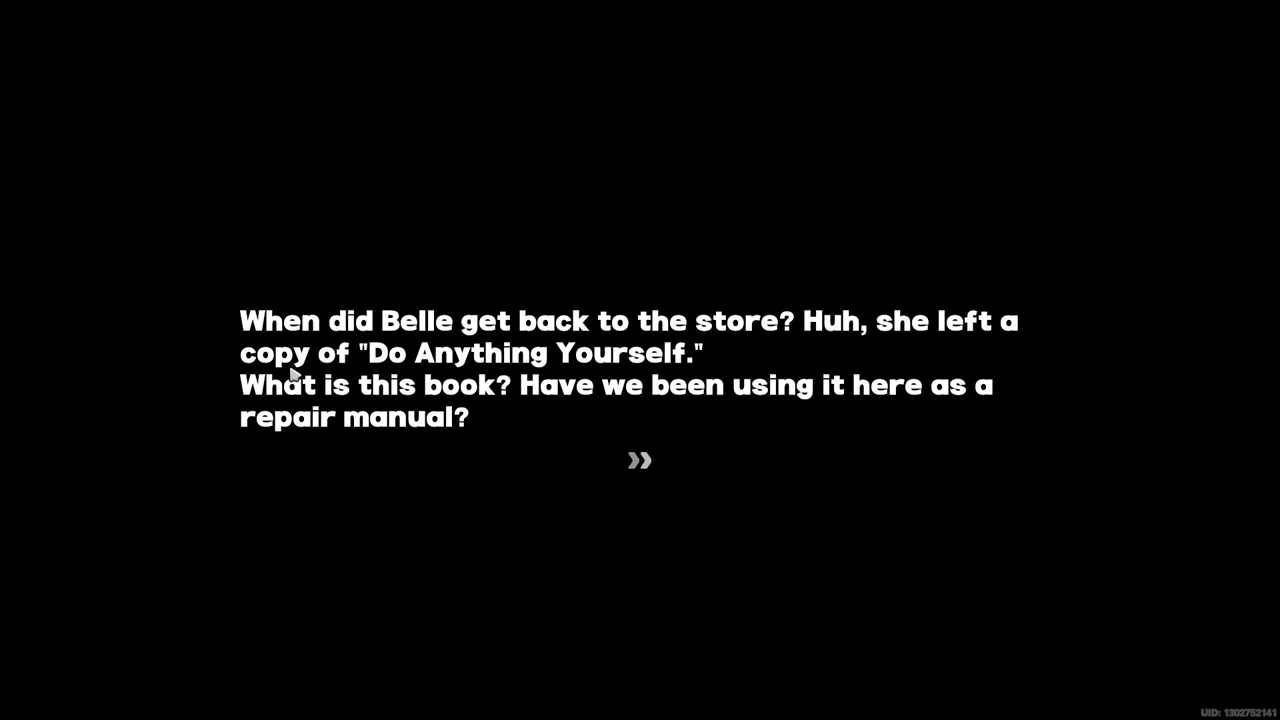 When did Belle get back to the store? Huh, she left a
copy of "Do Anything Yourself."
What is this book? Have we been using it here as a
repair manual?
UID: 1302752141